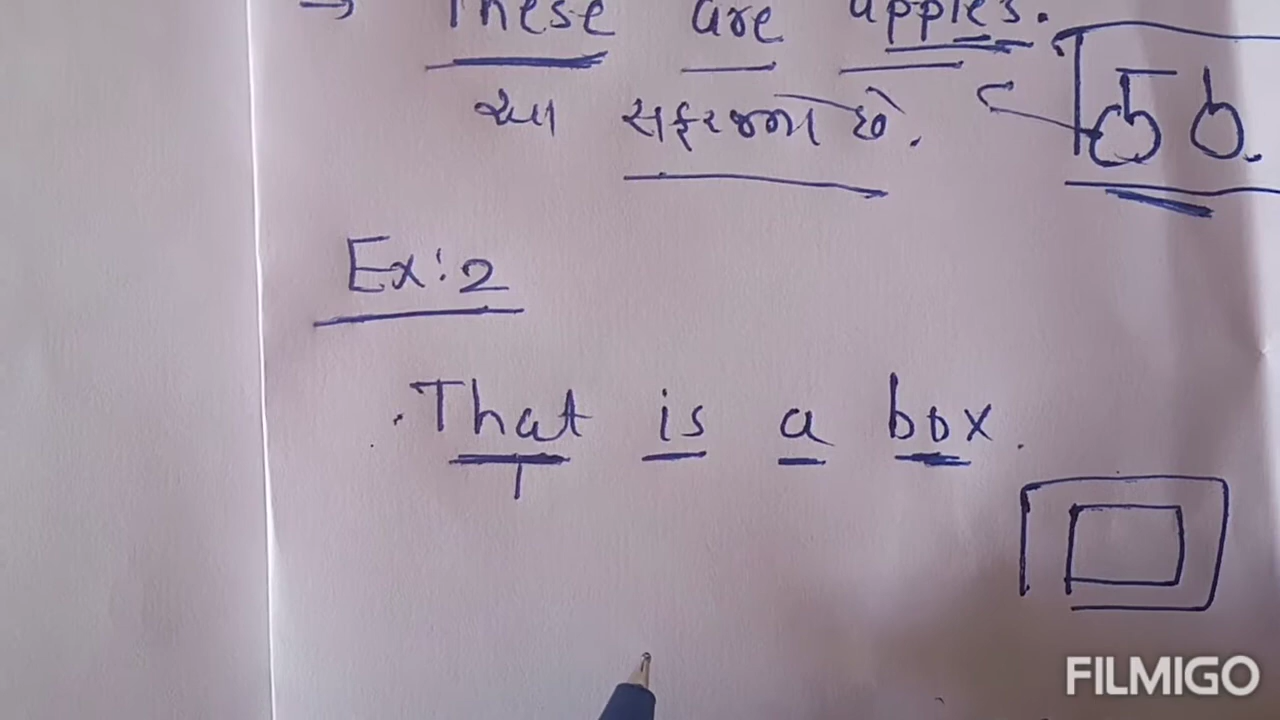 → These are apples.
આ સફરજનો છે.
Ex:2
That is a box.
FILMIGO